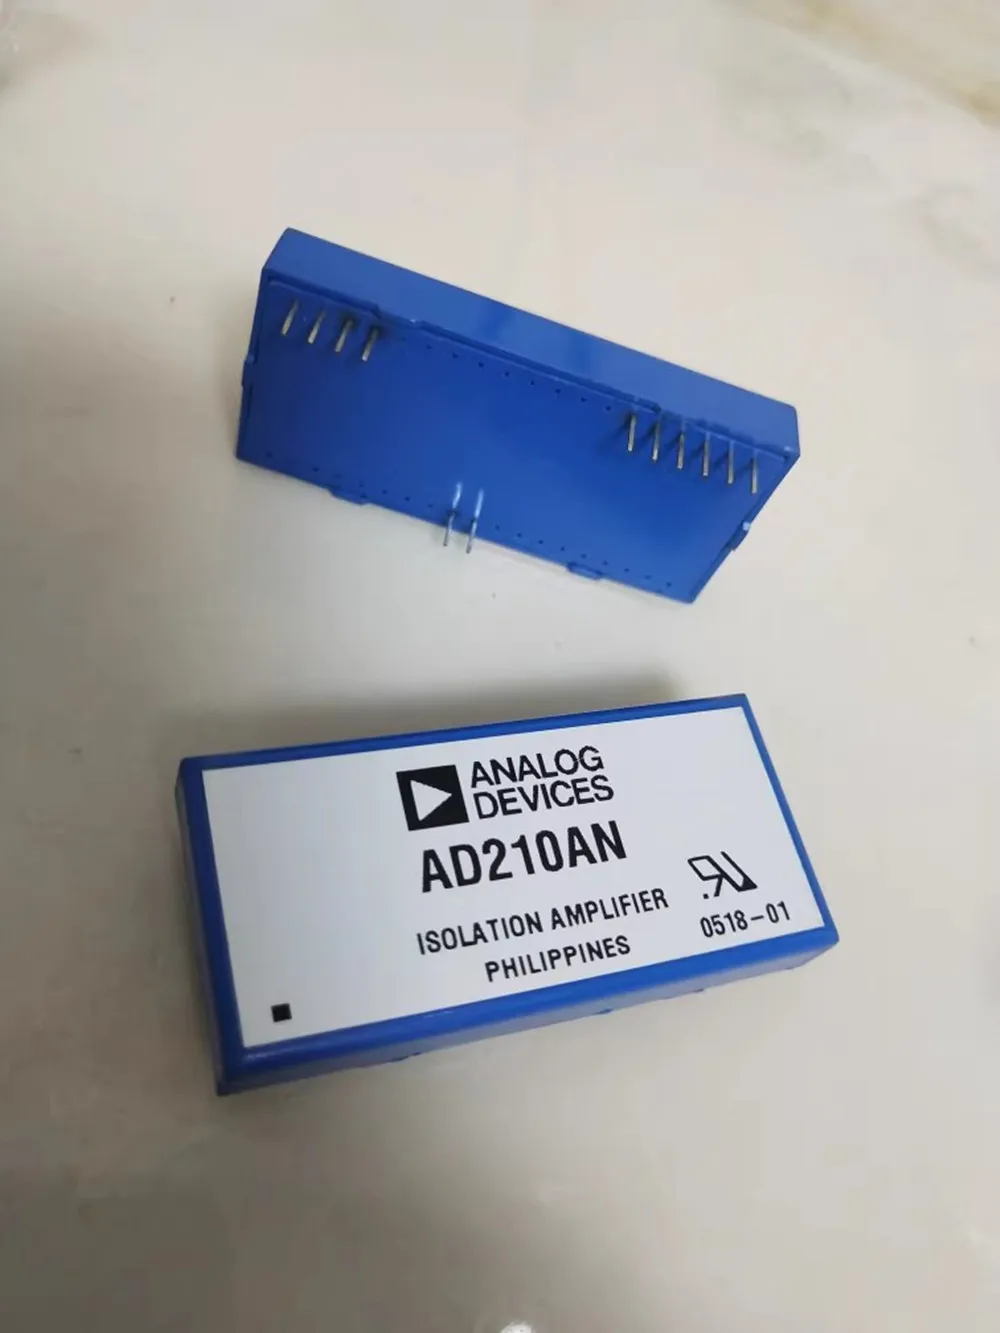 ANALOG
DEVICES
AD210AN
ISOLATION AMPLIFIER
PHILIPPINES
0518-01